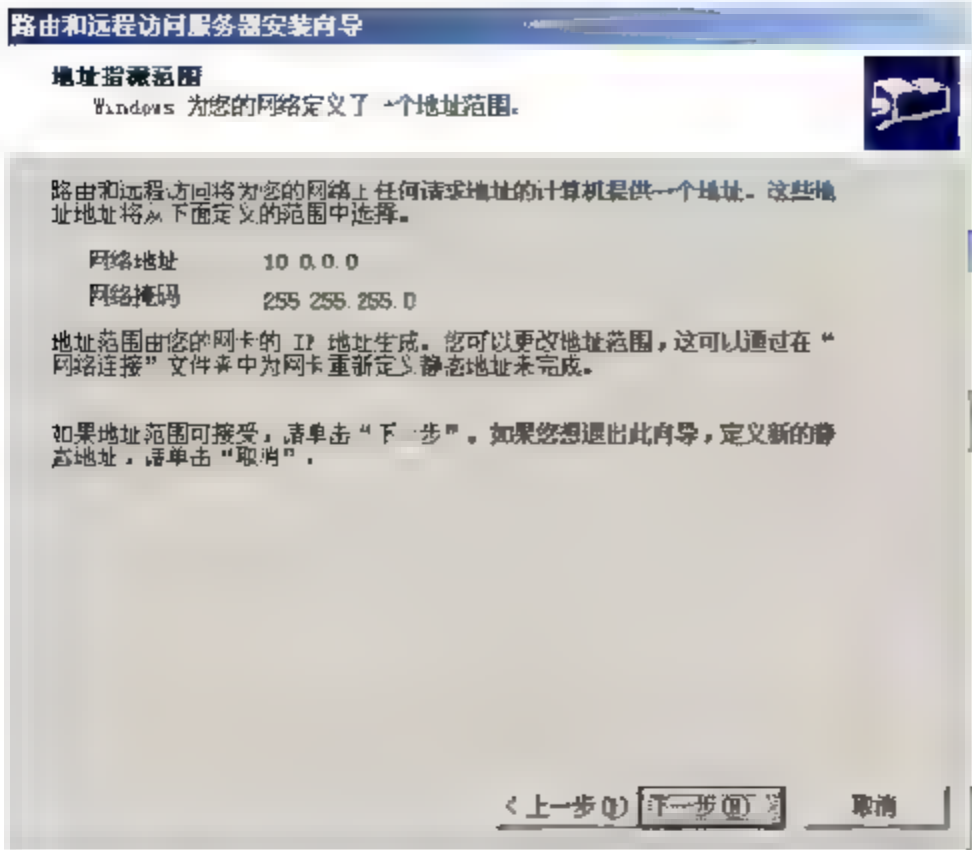 路由和远程访问服务器安装向导
地址指派范围
Windows 为您的网络定义了一个地址范围。
路由和远程访问将为您的网络上任何请求地址的计算机提供一个地址。这些地
址地址将从下面定义的范围中选择。
网络地址 10.0.0.0
网络掩码 255.255.255.0
地址范围由您的网卡的 IP 地址生成。您可以更改地址范围，这可以通过在“
网络连接”文件夹中为网卡重新定义静态地址来完成。
如果地址范围可接受，请单击“下一步”。如果您想退出此向导，定义新的静
态地址，请单击“取消”。
< 上一步(B) 下一步(N) > 取消